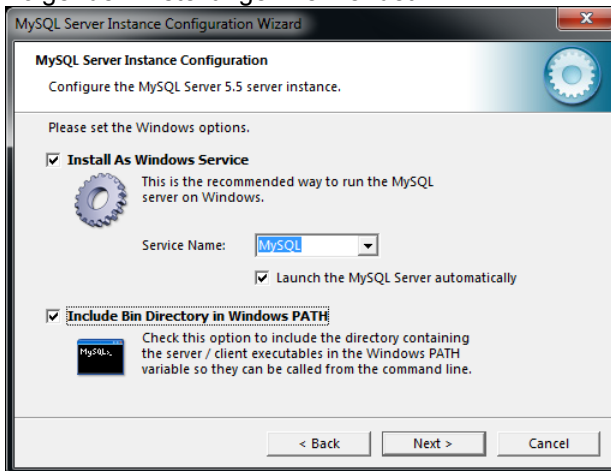 MySQL Server Instance Configuration Wizard
MySQL Server Instance Configuration
Configure the MySQL Server 5.5 server instance.
Please set the Windows options.
Install As Windows Service
This is the recommended way to run the MySQL
server on Windows.
Service Name: MySQL
Launch the MySQL Server automatically
Include Bin Directory in Windows PATH
MySQL>_
Check this option to include the directory containing
the server / client executables in the Windows PATH
variable so they can be called from the command line.
< Back Next > Cancel